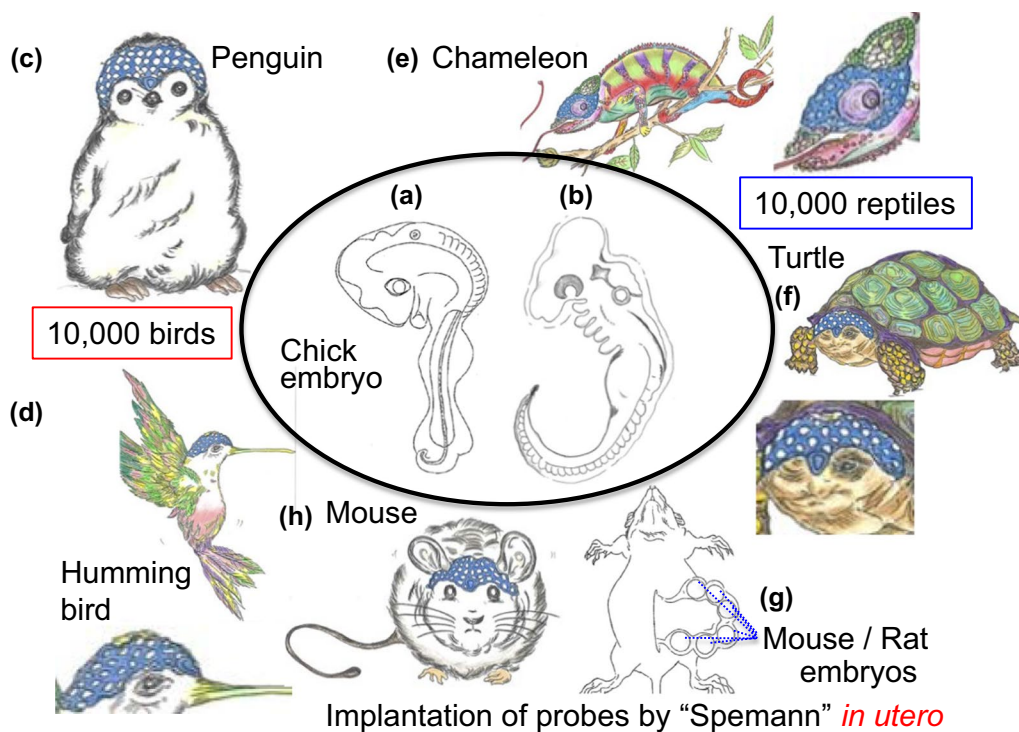 (c)
Penguin
(e) Chameleon
(a)
(b)
10,000 reptiles
Turtle
(f)
10,000 birds
Chick
embryo
(d)
(h) Mouse
Humming
bird
(g)
Mouse / Rat
embryos
Implantation of probes by “Spemann” in utero